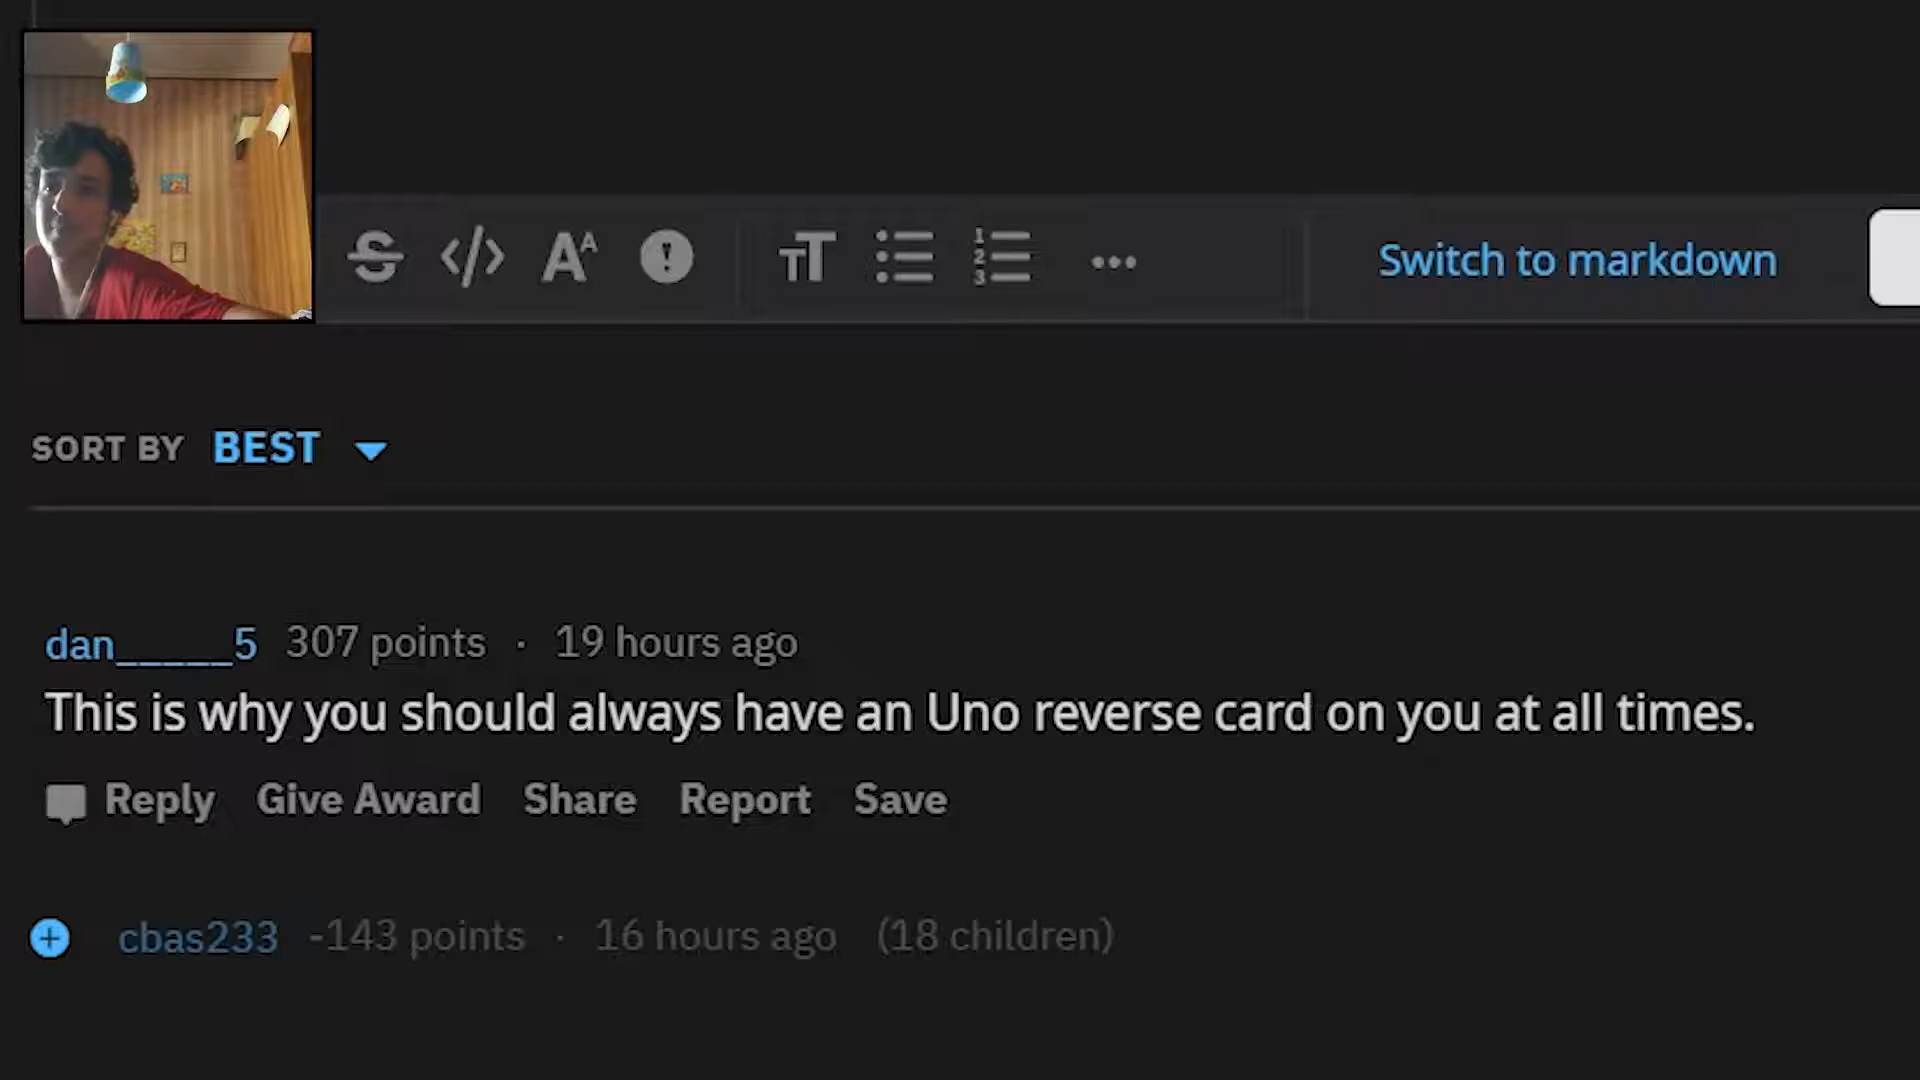 Switch to markdown
SORT BY BEST
dan_____5 307 points · 19 hours ago
This is why you should always have an Uno reverse card on you at all times.
Reply Give Award Share Report Save
cbas233 -143 points · 16 hours ago (18 children)